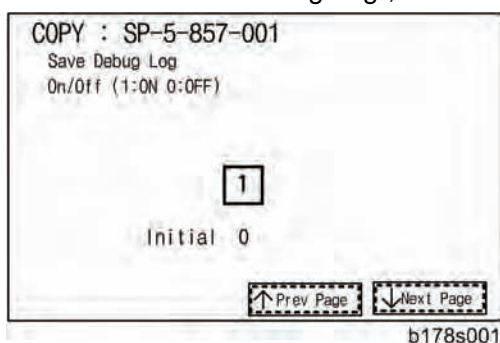 COPY : SP-5-857-001
Save Debug Log
On/Off (1:ON 0:OFF)
1
Initial 0
↑Prev Page ↓Next Page
b178s001